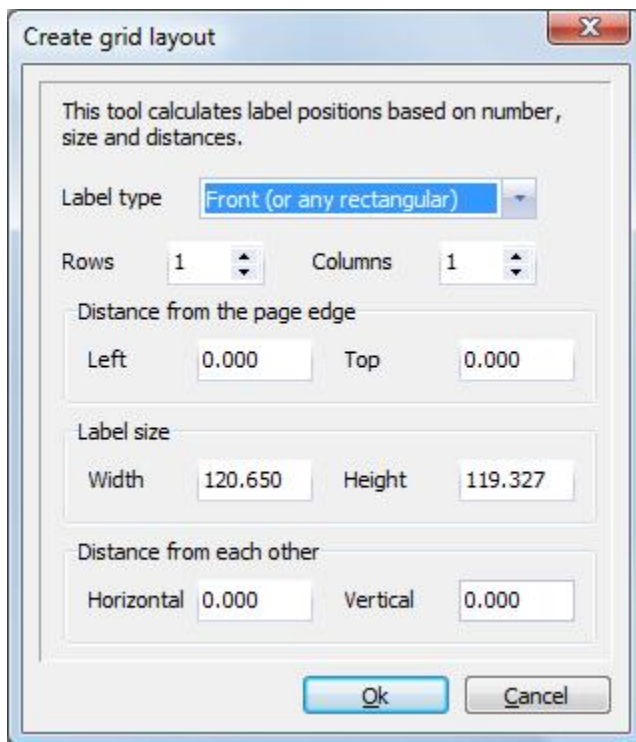 Create grid layout
This tool calculates label positions based on number,
size and distances.
Label type Front (or any rectangular)
Rows 1 Columns 1
Distance from the page edge
Left 0.000 Top 0.000
Label size
Width 120.650 Height 119.327
Distance from each other
Horizontal 0.000 Vertical 0.000
Ok Cancel